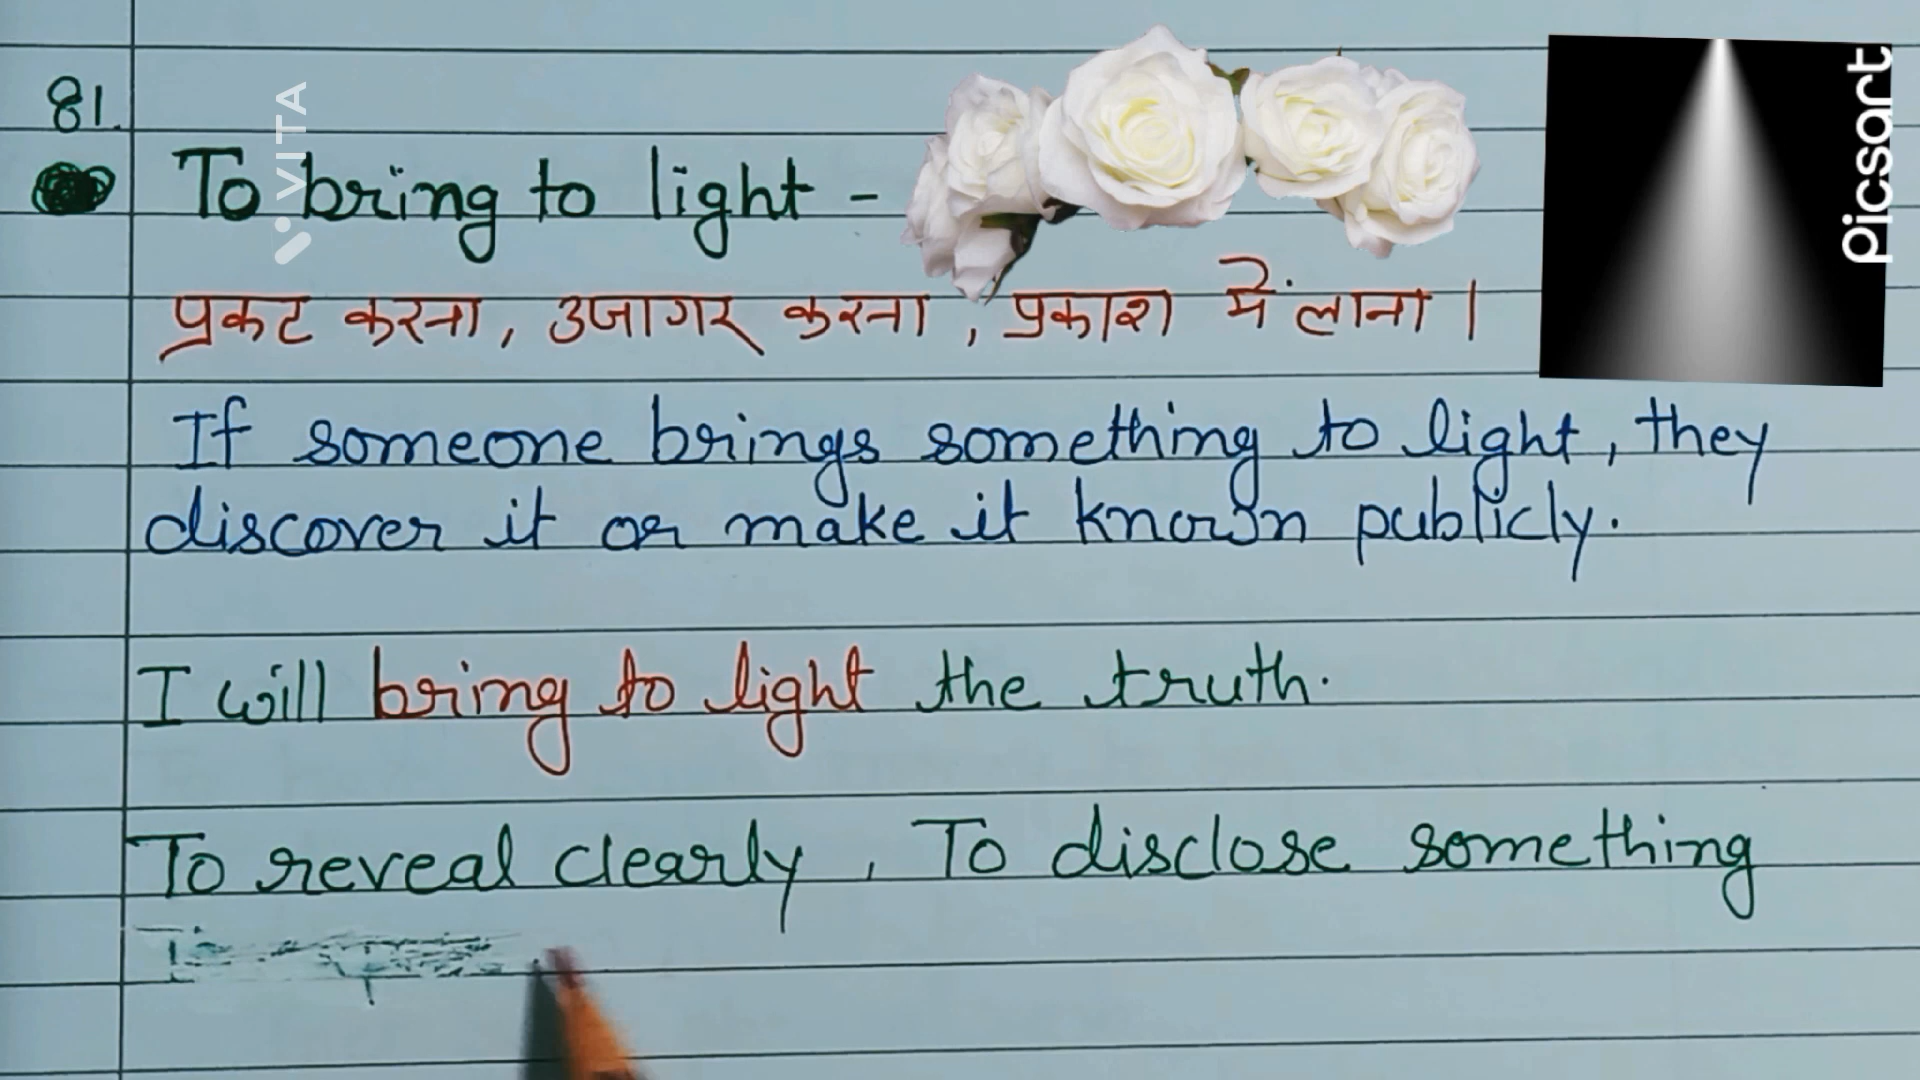 81.
To bring to light -
प्रकट करना, उजागर करना, प्रकाश में लाना।
If someone brings something to light, they
discover it or make it known publicly.
I will bring to light the truth.
To reveal clearly, To disclose something
VITA
picsart